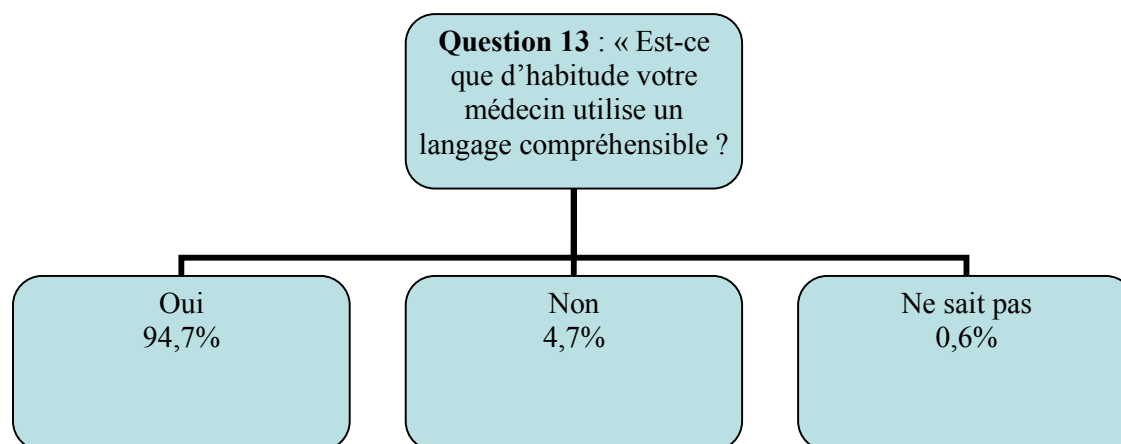 Question 13 : « Est-ce
que d’habitude votre
médecin utilise un
langage compréhensible ?
Oui
94,7%
Non
4,7%
Ne sait pas
0,6%